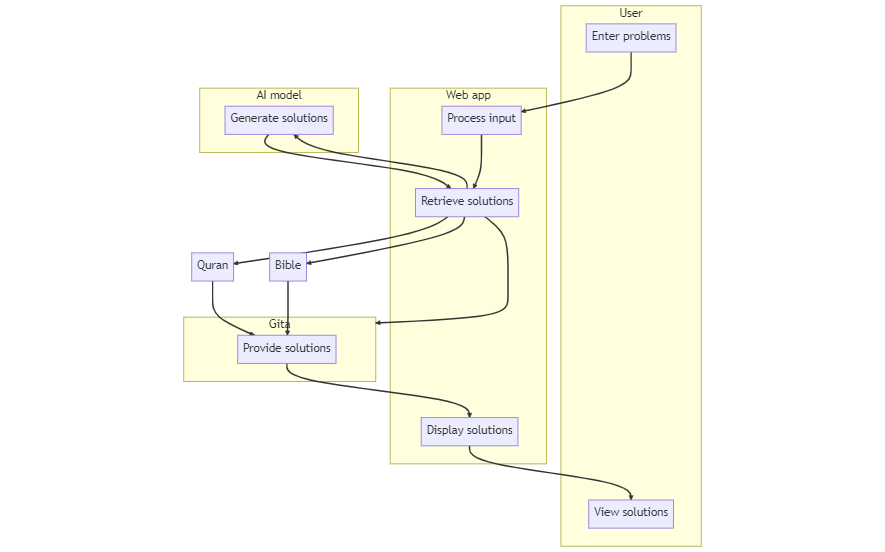 User
Enter problems
AI model
Web app
Generate solutions
Process input
Retrieve solutions
Quran
Bible
Gita
Provide solutions
Display solutions
View solutions